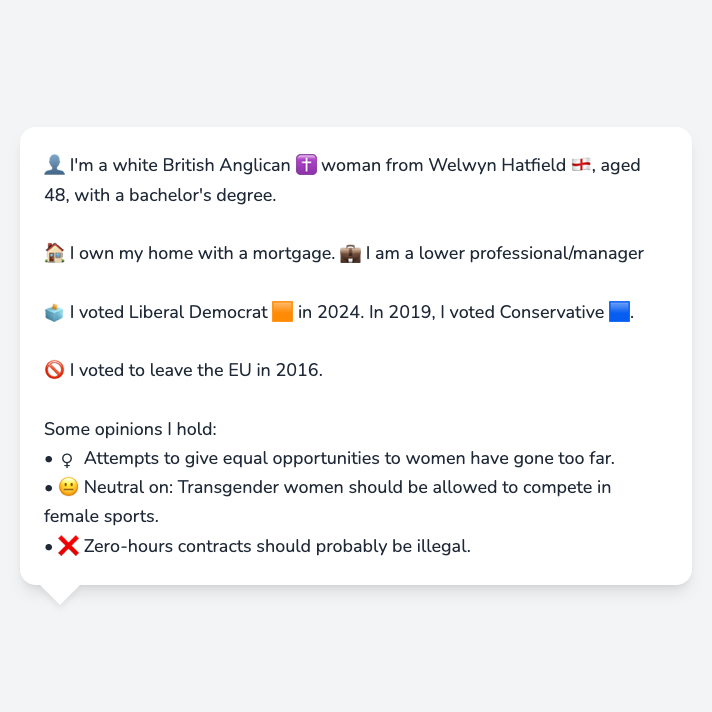 👤 I'm a white British Anglican ✝️ woman from Welwyn Hatfield 🏴󠁧󠁢󠁥󠁮󠁧󠁿, aged
48, with a bachelor's degree.
🏠 I own my home with a mortgage. 💼 I am a lower professional/manager
🗳️ I voted Liberal Democrat 🟧 in 2024. In 2019, I voted Conservative 🟦.
🚫 I voted to leave the EU in 2016.
Some opinions I hold:
• ♀ Attempts to give equal opportunities to women have gone too far.
• 😐 Neutral on: Transgender women should be allowed to compete in
female sports.
• ❌ Zero-hours contracts should probably be illegal.